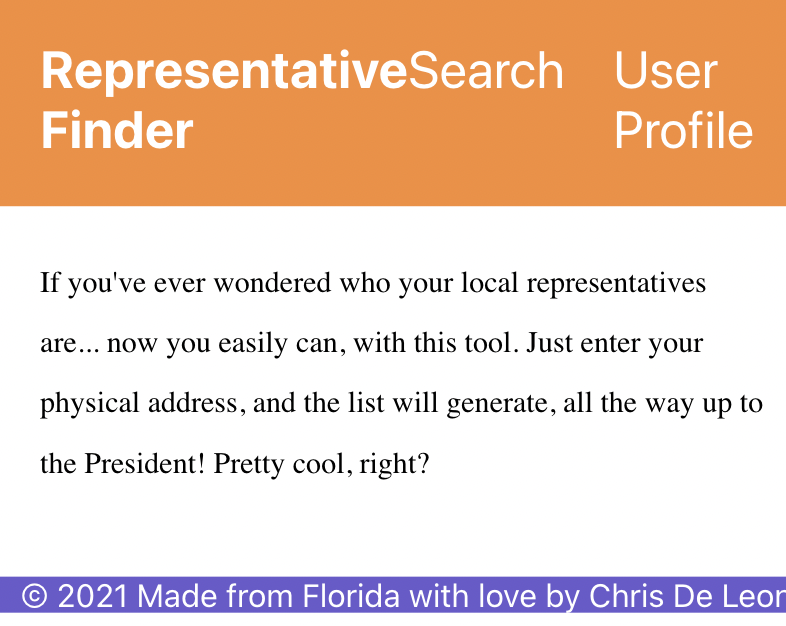 Representative Search User
Finder Profile
If you've ever wondered who your local representatives
are... now you easily can, with this tool. Just enter your
physical address, and the list will generate, all the way up to
the President! Pretty cool, right?
© 2021 Made from Florida with love by Chris De Leon